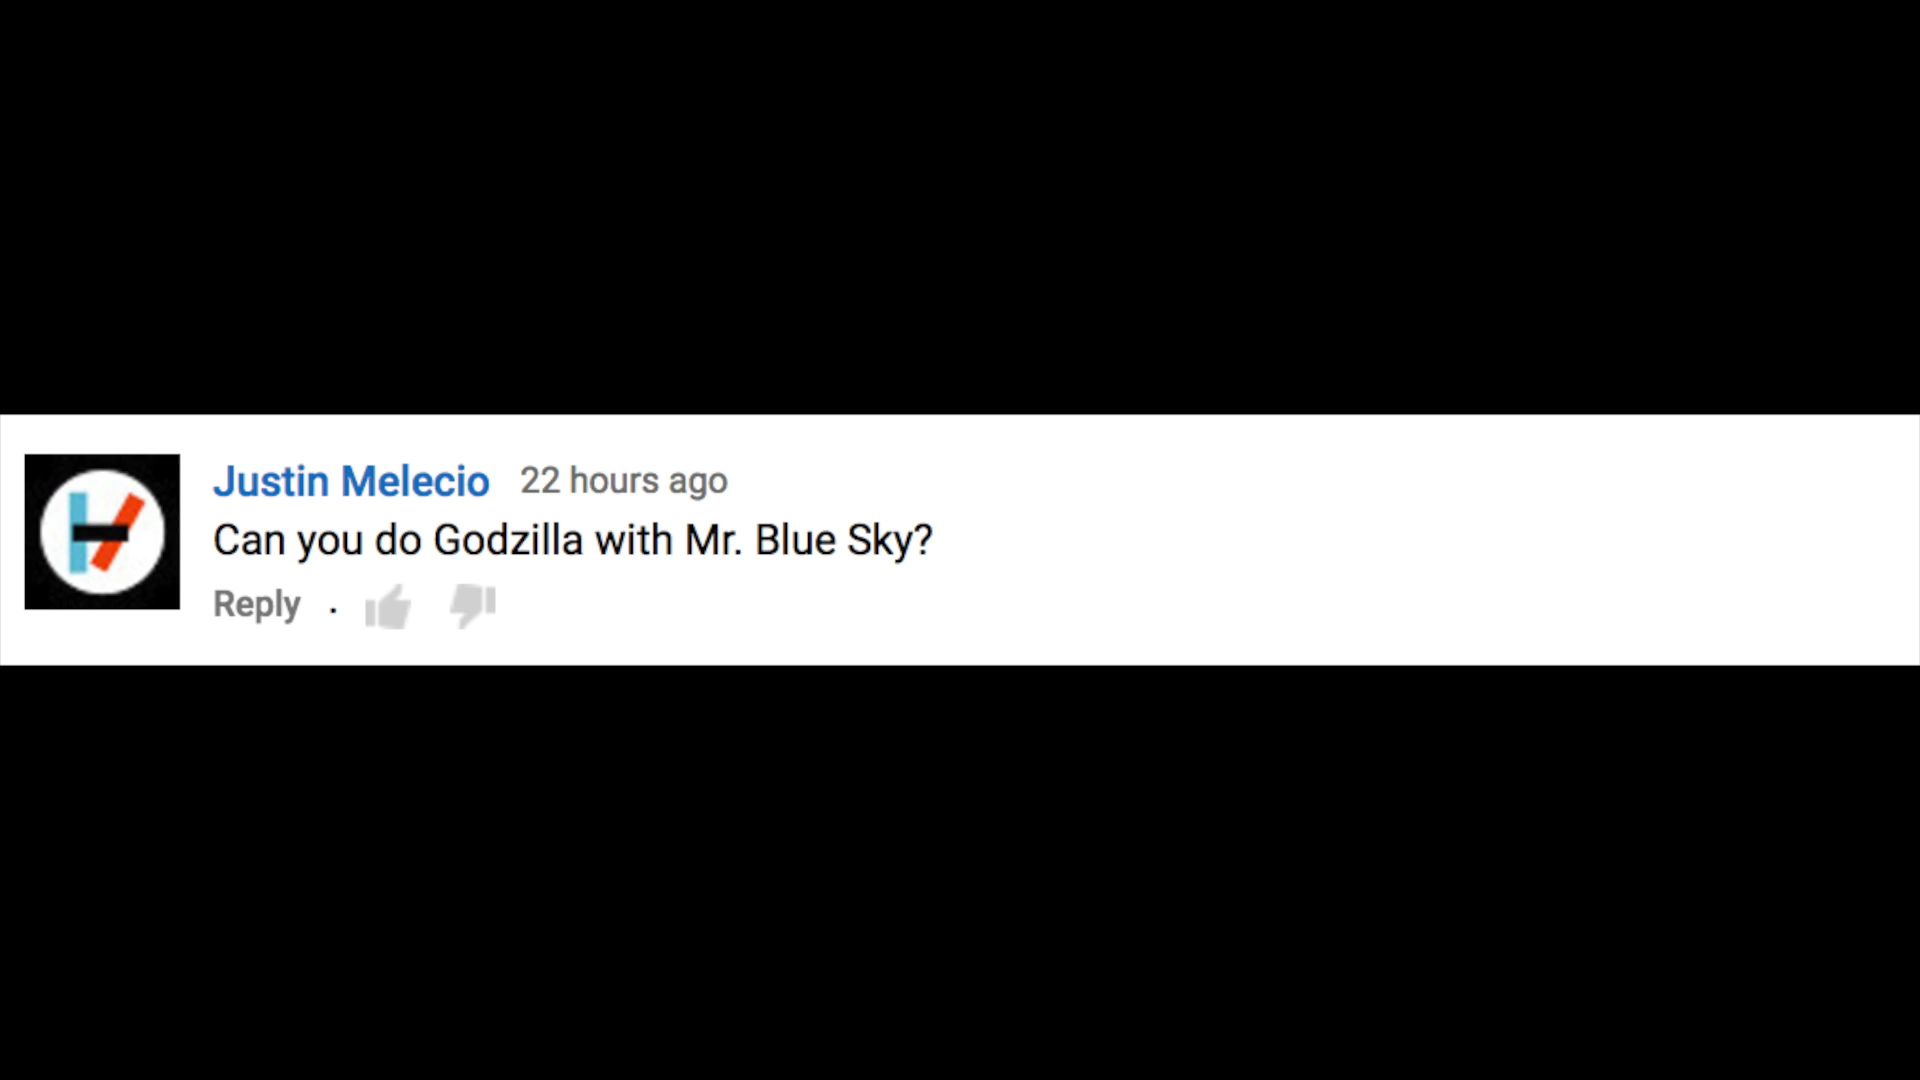 Justin Melecio 22 hours ago
Can you do Godzilla with Mr. Blue Sky?
Reply .